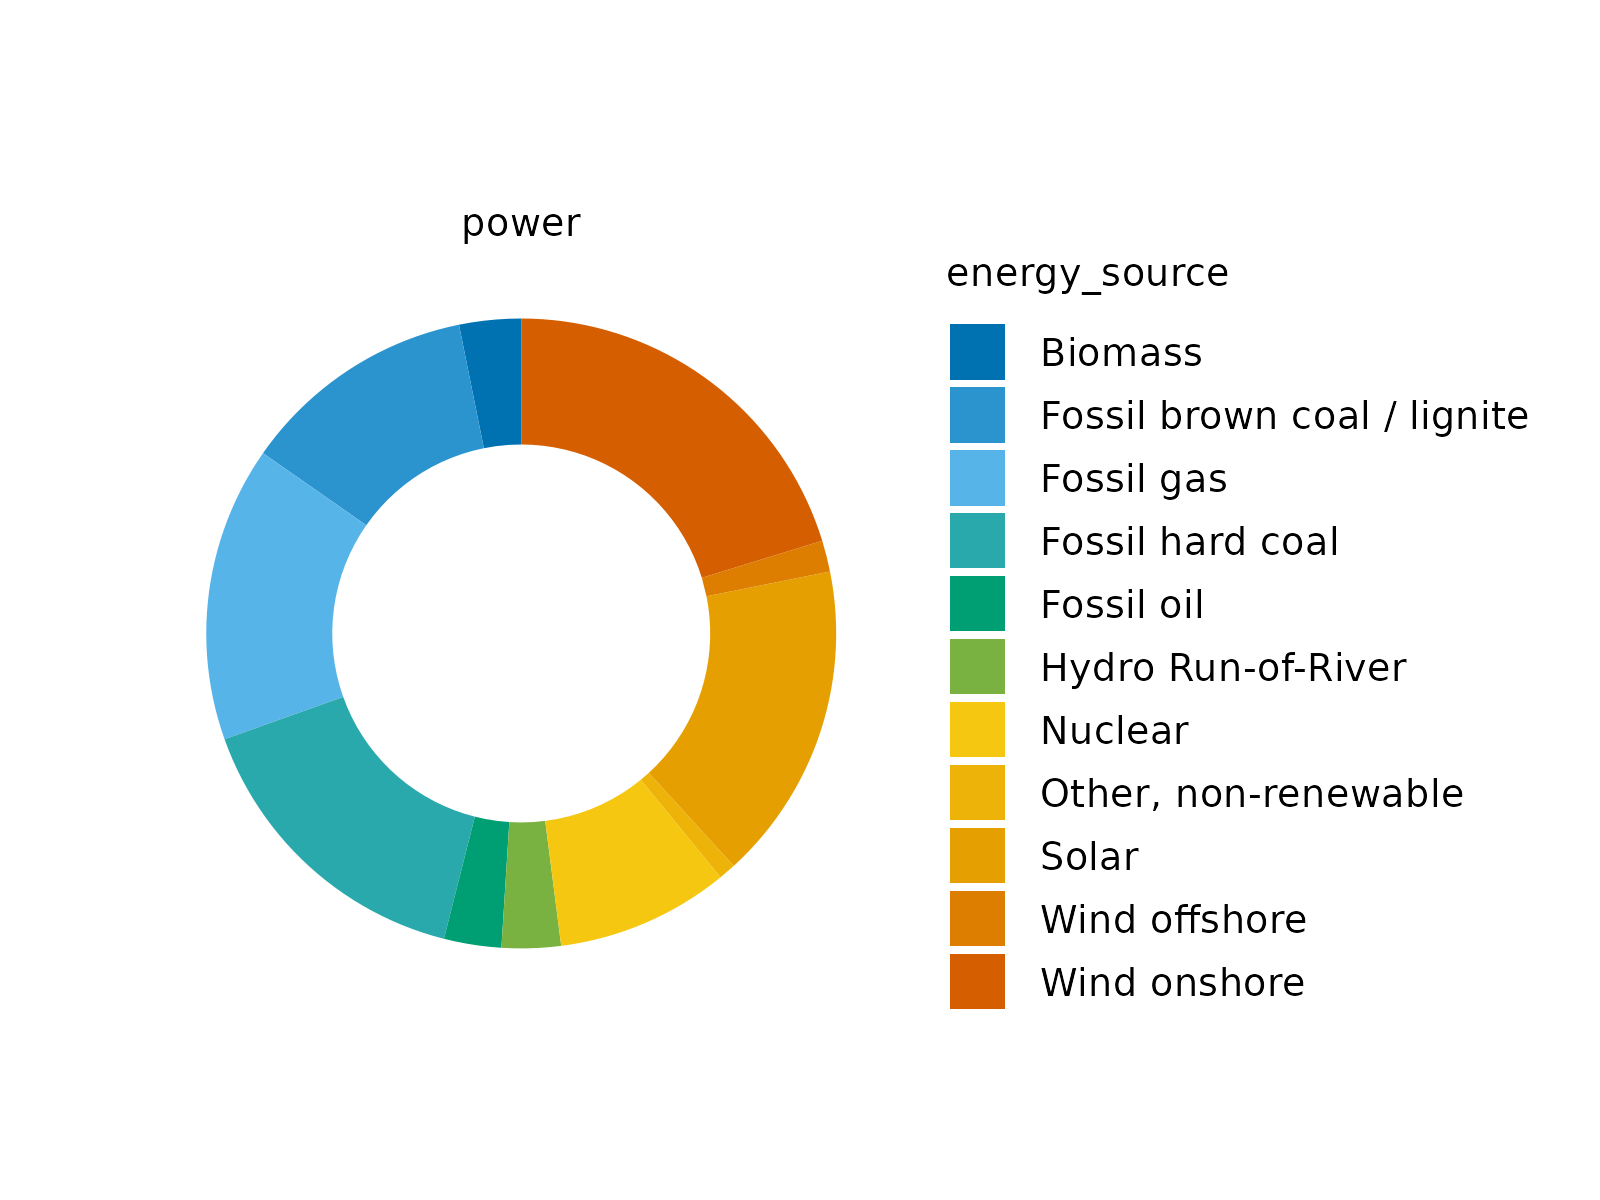 power
energy_source
Biomass
Fossil brown coal / lignite
Fossil gas
Fossil hard coal
Fossil oil
Hydro Run-of-River
Nuclear
Other, non-renewable
Solar
Wind offshore
Wind onshore